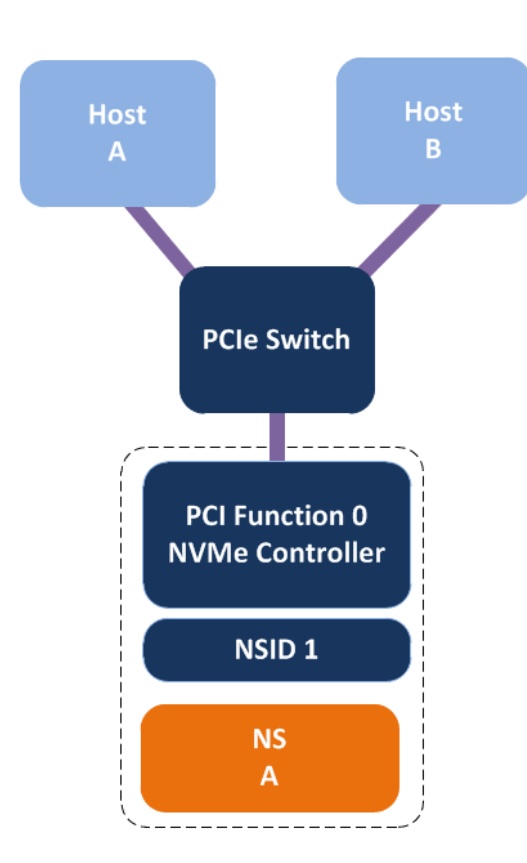 Host
A
Host
B
PCIe Switch
PCI Function 0
NVMe Controller
NSID 1
NS
A